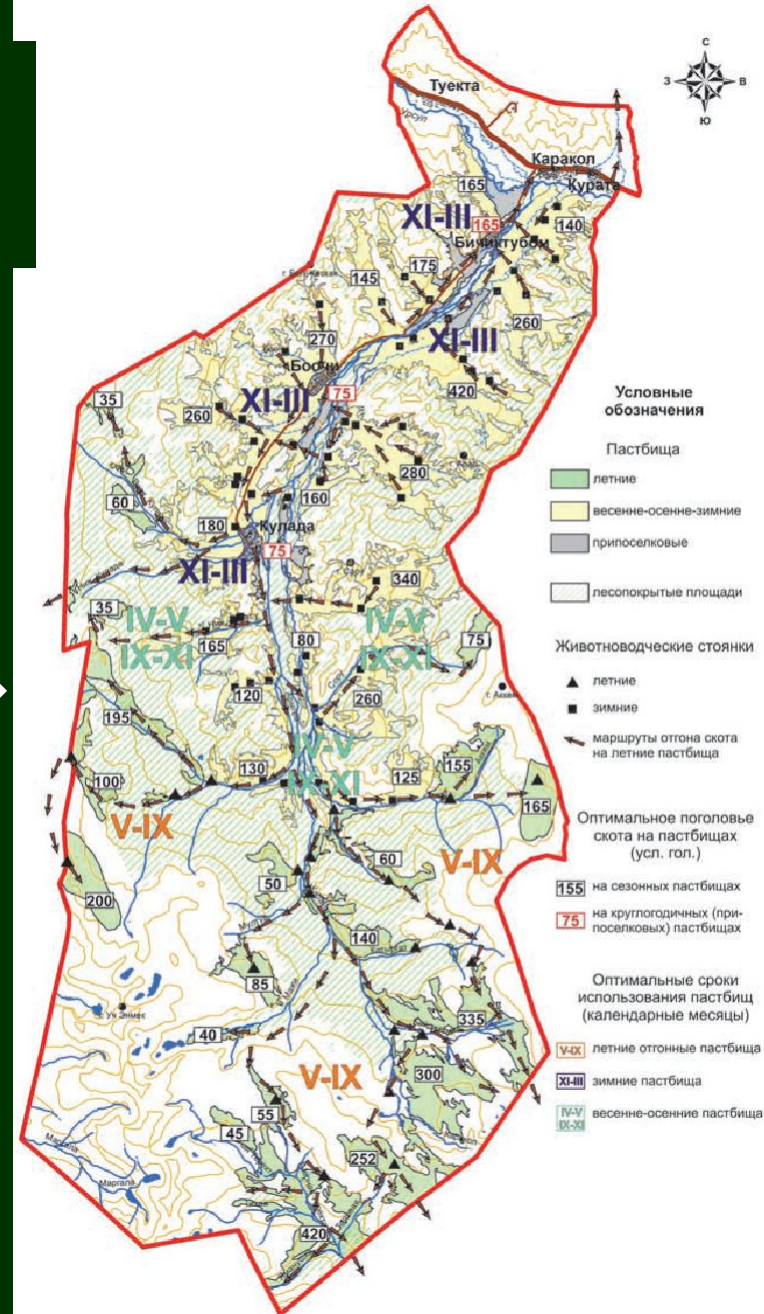 С
З
В
Ю
Туекта
Урсул
Каракол
Курата
165
XI-III
165
140
Бичиктубом
175
145
260
270
XI-III
Боочи
420
75
35
XI-III
260
280
60
160
180
Кулада
75
XI-III
340
35
IV-V
IX-XI
IV-V
IX-XI
80
75
165
120
260
195
IV-V
IX-XI
130
125
155
100
165
V-IX
V-IX
60
50
200
140
85
335
40
V-IX
300
55
45
252
Маргала
Маргала
420
Условные
обозначения
Пастбища
летние
весенне-осенне-зимние
припоселковые
лесопокрытые площади
Животноводческие стоянки
летние
зимние
маршруты отгона скота
на летние пастбища
Оптимальное поголовье
скота на пастбищах
(усл. гол.)
155 на сезонных пастбищах
75 на круглогодичных (при-
поселковых) пастбищах
Оптимальные сроки
использования пастбищ
(календарные месяцы)
V-IX летние отгонные пастбища
XI-III зимние пастбища
IV-V
IX-XI весенне-осенние пастбища